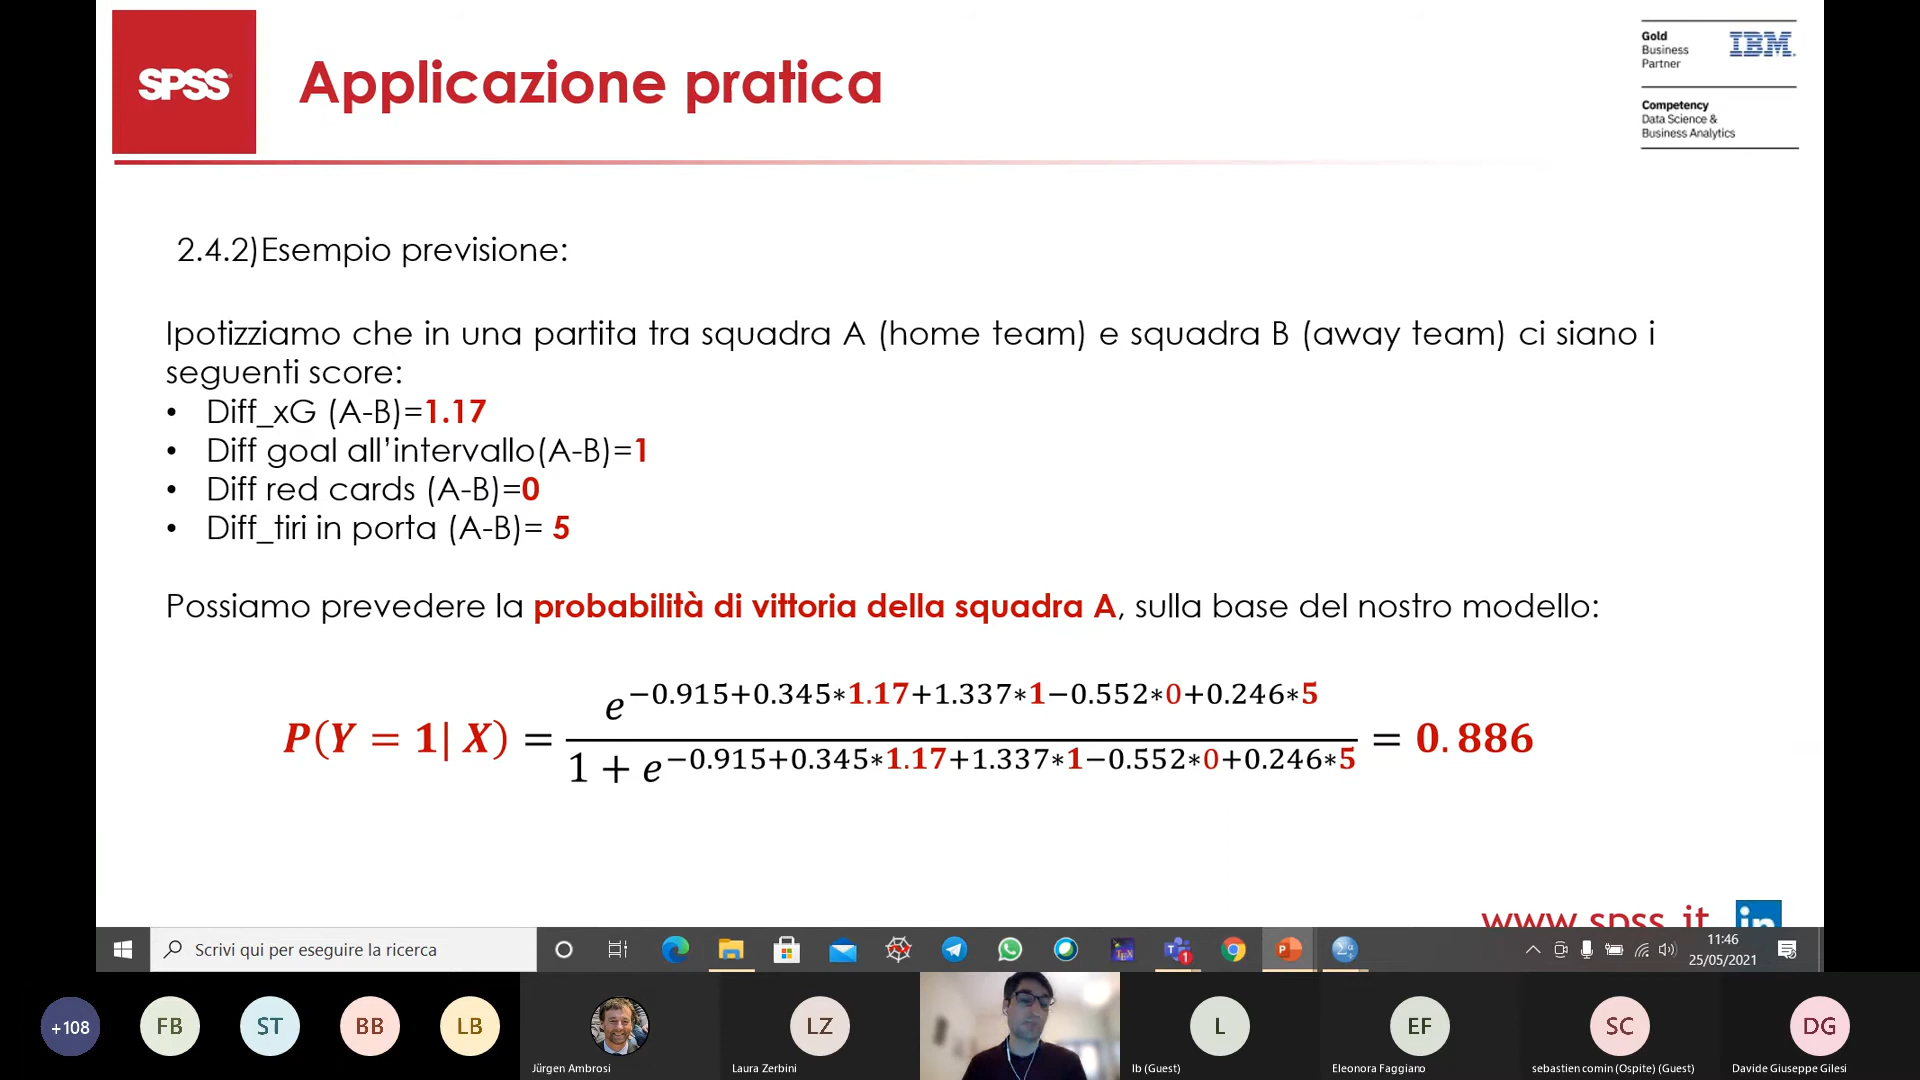 SPSS
Applicazione pratica
Gold
Business
Partner
IBM
Competency
Data Science &
Business Analytics
2.4.2)Esempio previsione:
Ipotizziamo che in una partita tra squadra A (home team) e squadra B (away team) ci siano i
seguenti score:
• Diff_xG (A-B)=1.17
• Diff goal all’intervallo(A-B)=1
• Diff red cards (A-B)=0
• Diff_tiri in porta (A-B)= 5
Possiamo prevedere la probabilità di vittoria della squadra A, sulla base del nostro modello:
P(Y = 1| X) = e^{−0.915+0.345∗1.17+1.337∗1−0.552∗0+0.246∗5} / 1 + e^{−0.915+0.345∗1.17+1.337∗1−0.552∗0+0.246∗5} = 0.886
www.spss.it
in
Scrivi qui per eseguire la ricerca
TEX
1
11:46
25/05/2021
+108
FB
ST
BB
LB
LZ
L
EF
SC
DG
Jürgen Ambrosi
Laura Zerbini
lb (Guest)
Eleonora Faggiano
sebastien comin (Ospite) (Guest)
Davide Giuseppe Gilesi